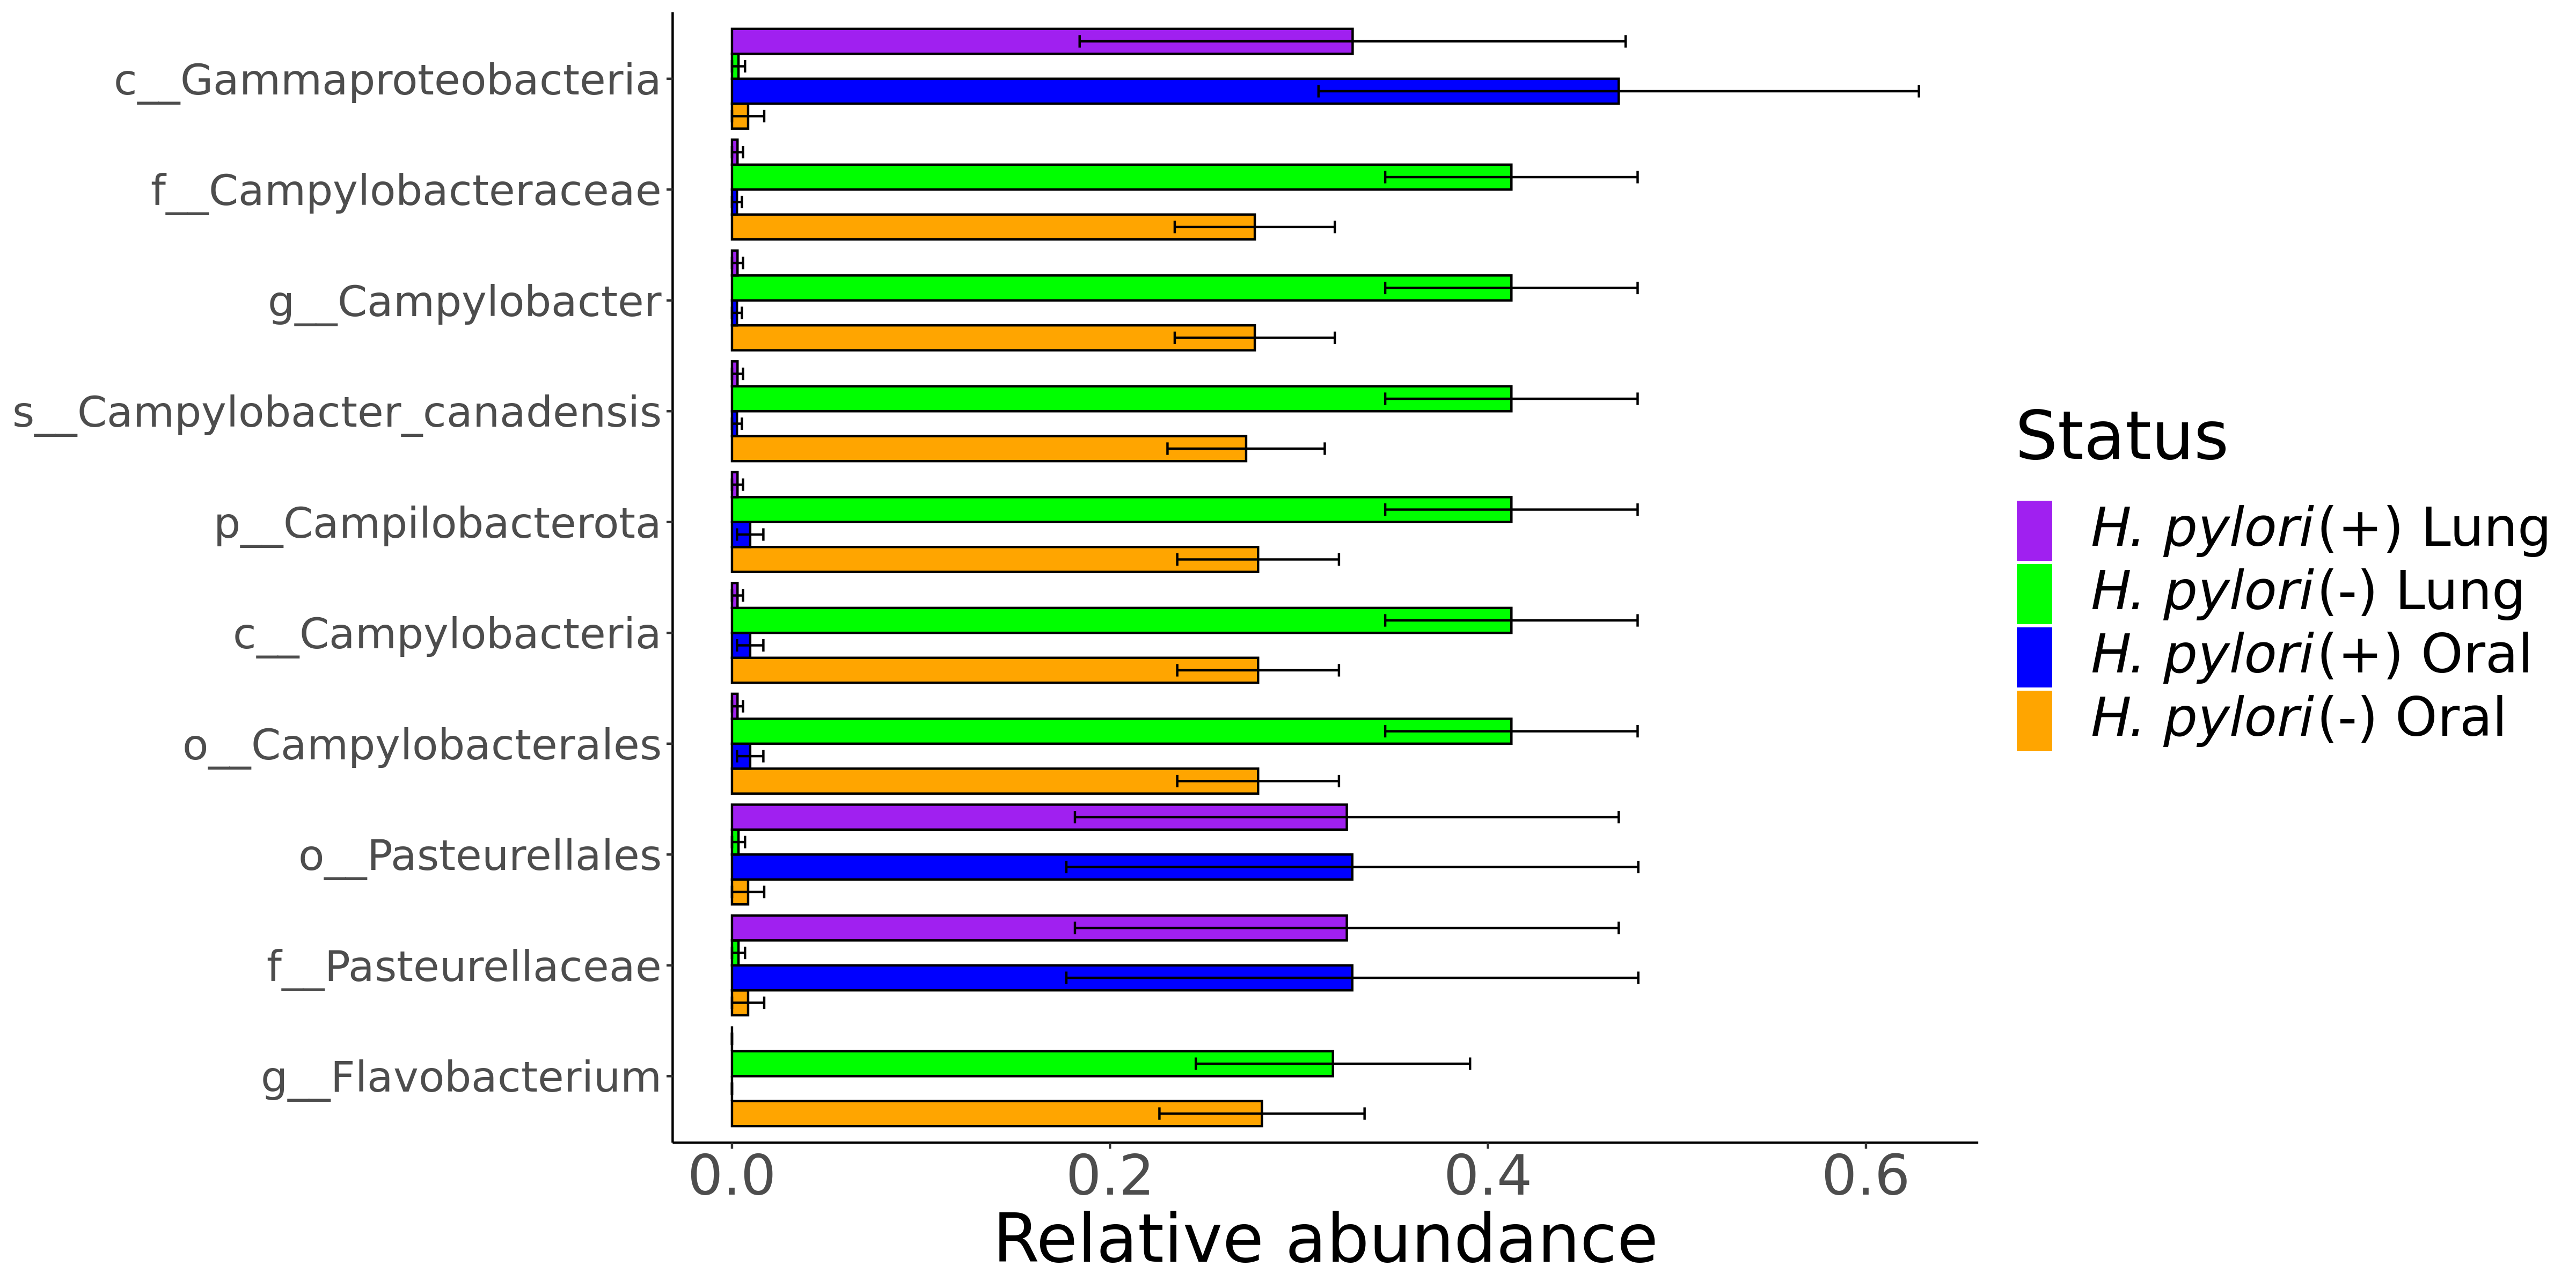 c__Gammaproteobacteria
f__Campylobacteraceae
g__Campylobacter
s__Campylobacter_canadensis
p__Campilobacterota
c__Campylobacteria
o__Campylobacterales
o__Pasteurellales
f__Pasteurellaceae
g__Flavobacterium
0.0 0.2 0.4 0.6
Relative abundance
Status
H. pylori(+) Lung
H. pylori(-) Lung
H. pylori(+) Oral
H. pylori(-) Oral